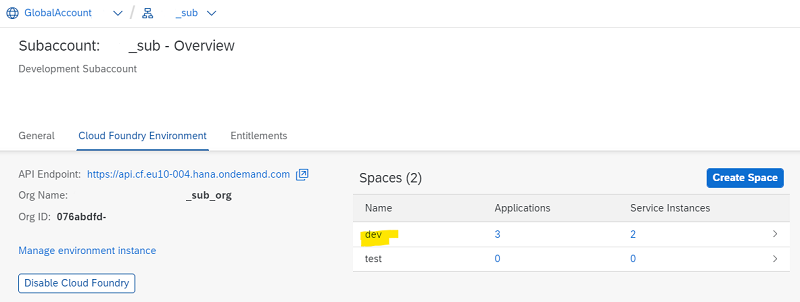 GlobalAccount / _sub
Subaccount: _sub - Overview
Development Subaccount
General Cloud Foundry Environment Entitlements
API Endpoint: https://api.cf.eu10-004.hana.ondemand.com
Org Name: _sub_org
Org ID: 076abdfd-
Manage environment instance
Disable Cloud Foundry
Spaces (2) Create Space
Name Applications Service Instances
dev 3 2
test 0 0